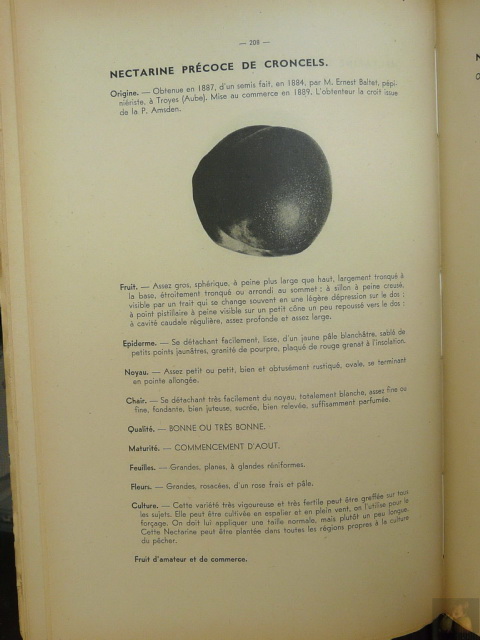 — 208 —
NECTARINE PRÉCOCE DE CRONCELS.
Origine. — Obtenue en 1887, d'un semis fait, en 1884, par M. Ernest Baltet, pépi-
niériste, à Troyes (Aube). Mise au commerce en 1889. L'obtenteur la croit issue
de la P. Amsden.
Fruit. — Assez gros, sphérique, à peine plus large que haut, largement tronqué à
la base, étroitement tronqué ou arrondi au sommet : à sillon à peine creusé,
visible par un trait qui se change souvent en une légère dépression sur le dos ;
à point pistillaire à peine visible sur un petit cône un peu repoussé vers le dos ;
à cavité caudale régulière, assez profonde et assez large.
Epiderme. — Se détachant facilement, lisse, d'un jaune pâle blanchâtre, sablé de
petits points jaunâtres, granité de pourpre, plaqué de rouge grenat à l'insolation.
Noyau. — Assez petit ou petit, bien et obtusément rustiqué, ovale, se terminant
en pointe allongée.
Chair. — Se détachant très facilement du noyau, totalement blanche, assez fine ou
fine, fondante, bien juteuse, sucrée, bien relevée, suffisamment parfumée.
Qualité. — BONNE OU TRÈS BONNE.
Maturité. — COMMENCEMENT D'AOUT.
Feuilles. — Grandes, planes, à glandes réniformes.
Fleurs. — Grandes, rosacées, d'un rose frais et pâle.
Culture. — Cette variété très vigoureuse et très fertile peut être greffée sur tous
les sujets. Elle peut être cultivée en espalier et en plein vent, on l'utilise pour le
forçage. On doit lui appliquer une taille normale, mais plutôt un peu longue.
Cette Nectarine peut être plantée dans toutes les régions propres à la culture
du pêcher.
Fruit d'amateur et de commerce.